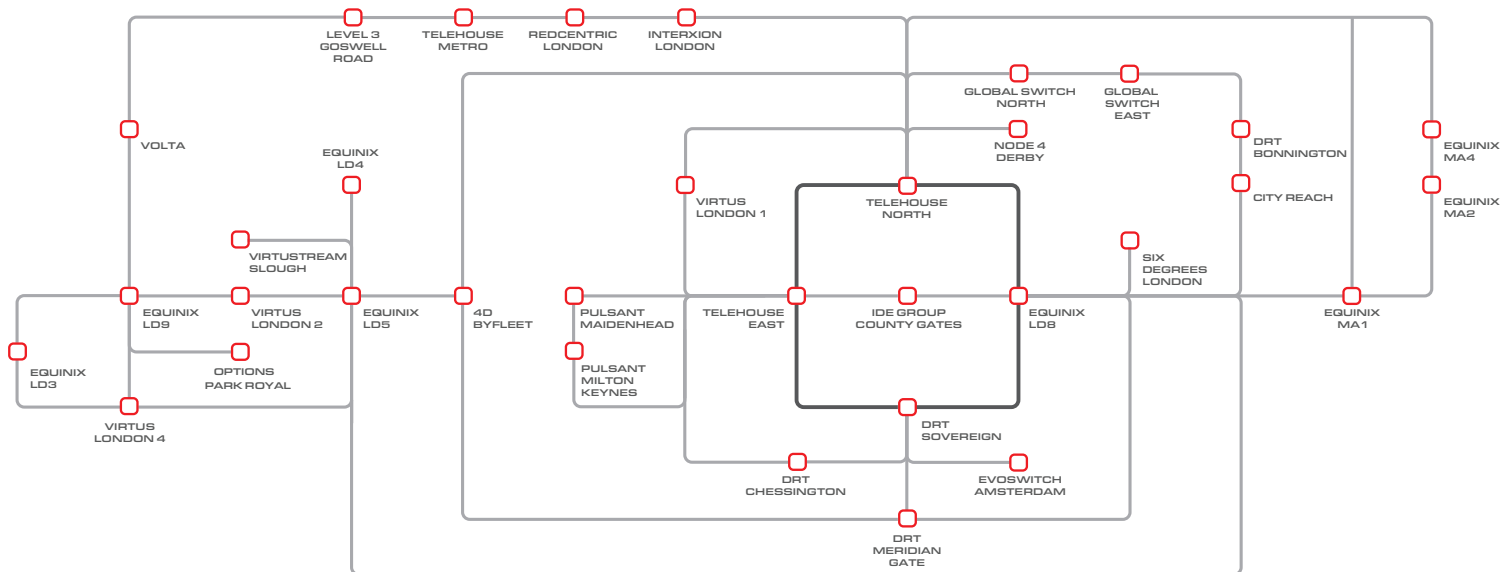 LEVEL 3
GOSWELL
ROAD
TELEHOUSE
METRO
REDCENTRIC
LONDON
INTERXION
LONDON
GLOBAL SWITCH
NORTH
GLOBAL
SWITCH
EAST
VOLTA
EQUINIX
LD4
NODE 4
DERBY
DRT
BONNINGTON
EQUINIX
MA4
VIRTUS
LONDON 1
TELEHOUSE
NORTH
CITY REACH
EQUINIX
MA2
VIRTUSTREAM
SLOUGH
SIX
DEGREES
LONDON
EQUINIX
LD9
VIRTUS
LONDON 2
EQUINIX
LD5
4D
BYFLEET
PULSANT
MAIDENHEAD
TELEHOUSE
EAST
IDE GROUP
COUNTY GATES
EQUINIX
LD8
EQUINIX
MA1
EQUINIX
LD3
OPTIONS
PARK ROYAL
PULSANT
MILTON
KEYNES
VIRTUS
LONDON 4
DRT
SOVEREIGN
DRT
CHESSINGTON
EVOSWITCH
AMSTERDAM
DRT
MERIDIAN
GATE